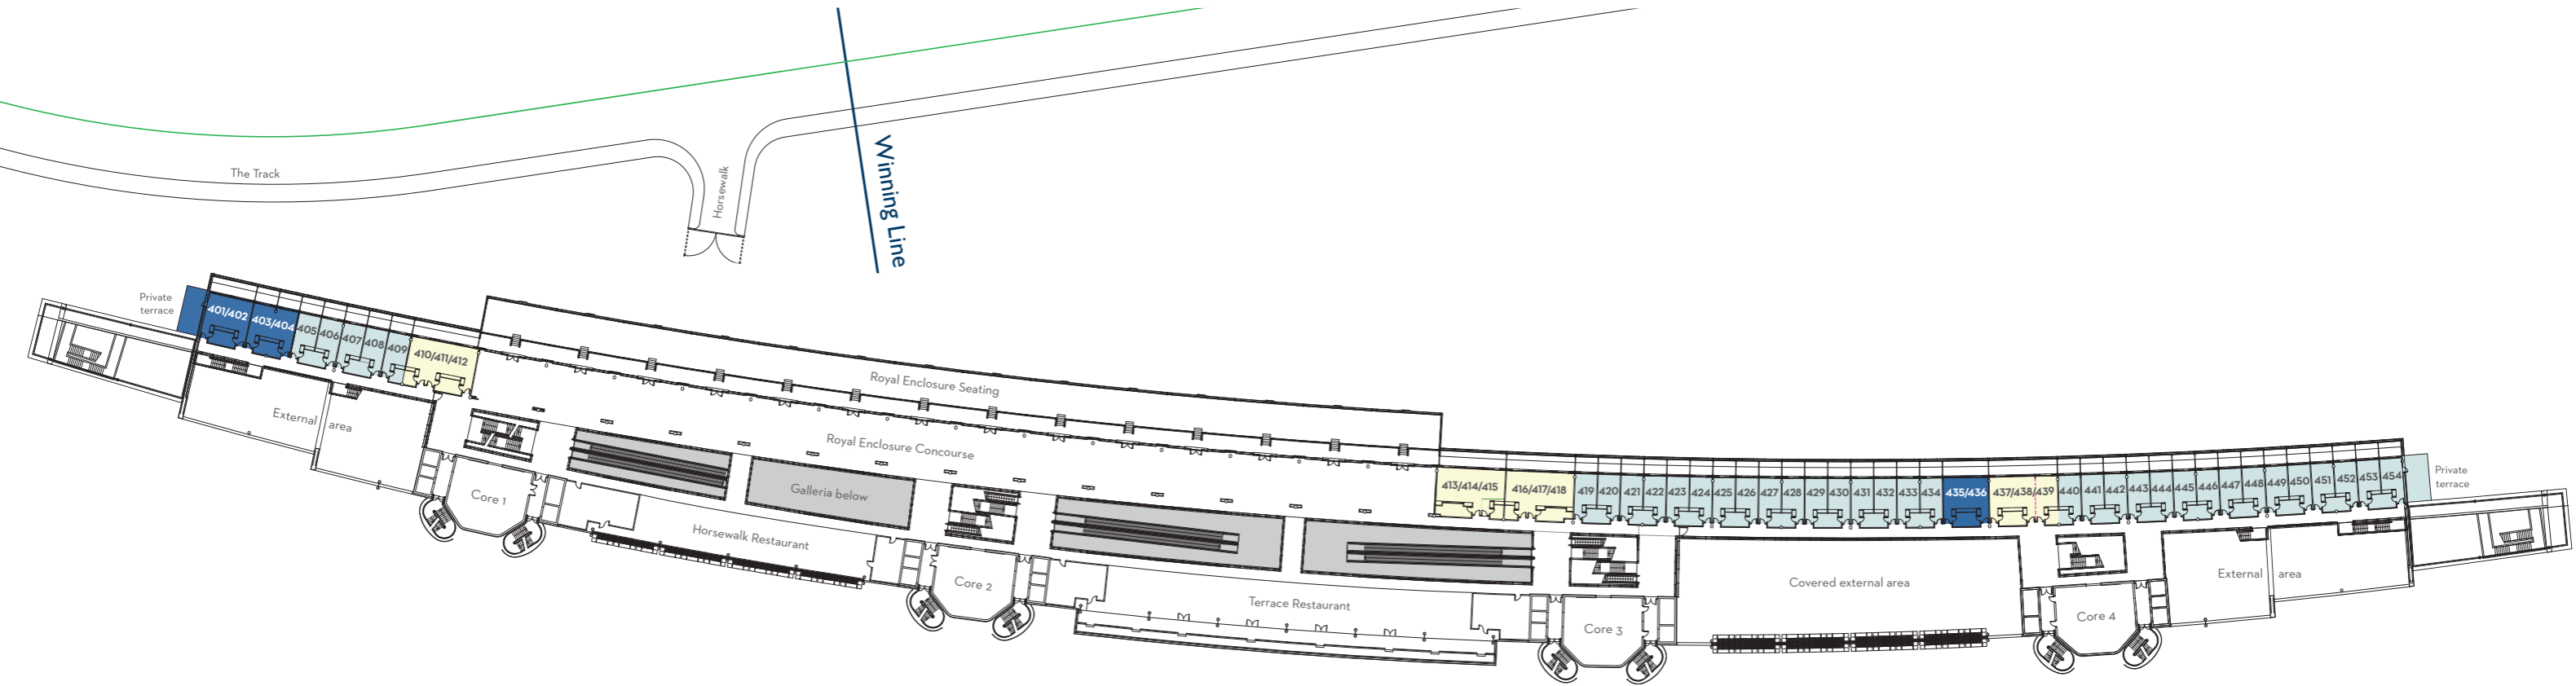 The Track
Horsewalk
Winning Line
Private
terrace
401/402
403/404
405
406
407
408
409
410/411/412
Royal Enclosure Seating
Royal Enclosure Concourse
External area
Core 1
Galleria below
Horsewalk Restaurant
Core 2
Terrace Restaurant
413/414/415
416/417/418
419
420
421
422
423
424
425
426
427
428
429
430
431
432
433
434
435/436
437/438/439
440
441
442
443
444
445
446
447
448
449
450
451
452
453
454
Private
terrace
Core 3
Covered external area
Core 4
External area